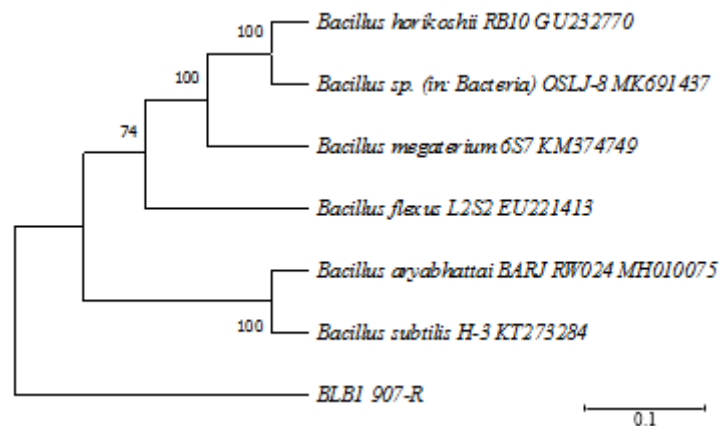 100
Bacillus horikoshii RB10 GU232770
100
Bacillus sp. (in: Bacteria) OSLJ-8 MK691437
74
Bacillus megaterium 6S7 KM374749
Bacillus flexus L2S2 EU221413
Bacillus aryabhattai BARJ RW024 MH010075
100
Bacillus subtilis H-3 KT273284
BLB1 907-R
0.1